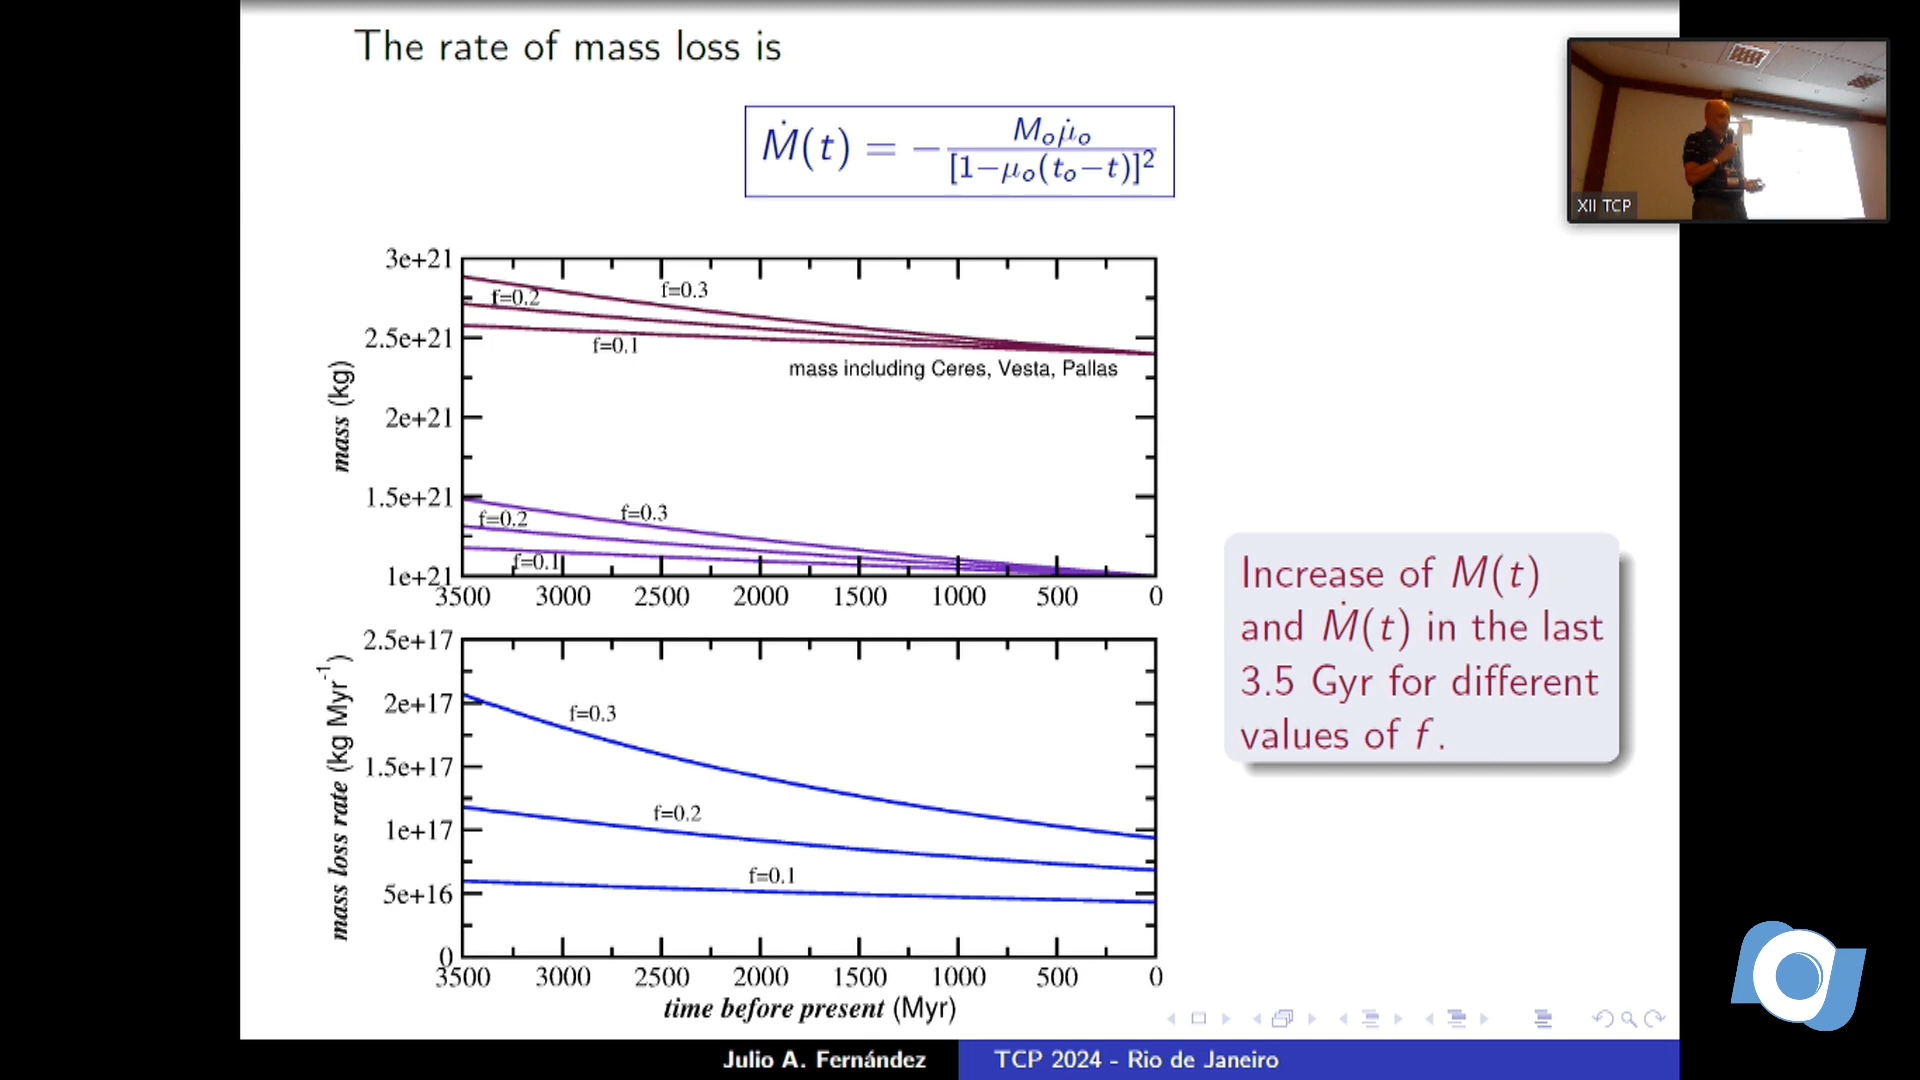 The rate of mass loss is
Ṁ(t) = − Mₒμ̇ₒ / [1−μₒ(tₒ−t)]²
XII TCP
3e+21
2.5e+21
2e+21
1.5e+21
1e+21
mass (kg)
f=0.3
f=0.2
f=0.1
mass including Ceres, Vesta, Pallas
f=0.3
f=0.2
f=0.1
3500 3000 2500 2000 1500 1000 500 0
2.5e+17
2e+17
1.5e+17
1e+17
5e+16
0
mass loss rate (kg Myr⁻¹)
f=0.3
f=0.2
f=0.1
3500 3000 2500 2000 1500 1000 500 0
time before present (Myr)
Increase of M(t)
and Ṁ(t) in the last
3.5 Gyr for different
values of f.
Julio A. Fernández
TCP 2024 - Rio de Janeiro